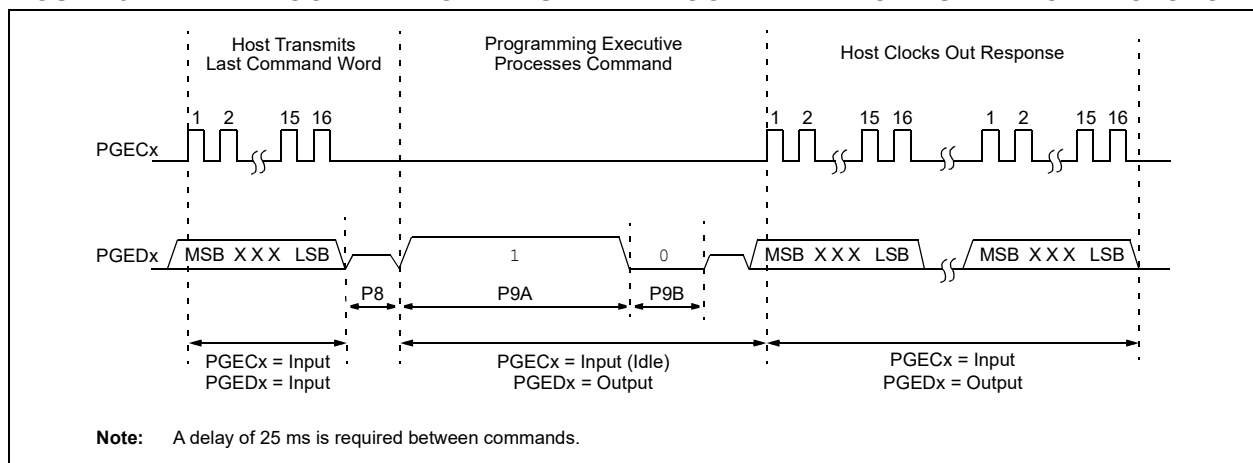 Host Transmits
Last Command Word
Programming Executive
Processes Command
Host Clocks Out Response
1 2 15 16
1 2 15 16 1 2 15 16
PGECx
PGEDx
MSB X X X LSB
1
0
MSB X X X LSB
MSB X X X LSB
P8
P9A
P9B
PGECx = Input
PGEDx = Input
PGECx = Input (Idle)
PGEDx = Output
PGECx = Input
PGEDx = Output
Note: A delay of 25 ms is required between commands.